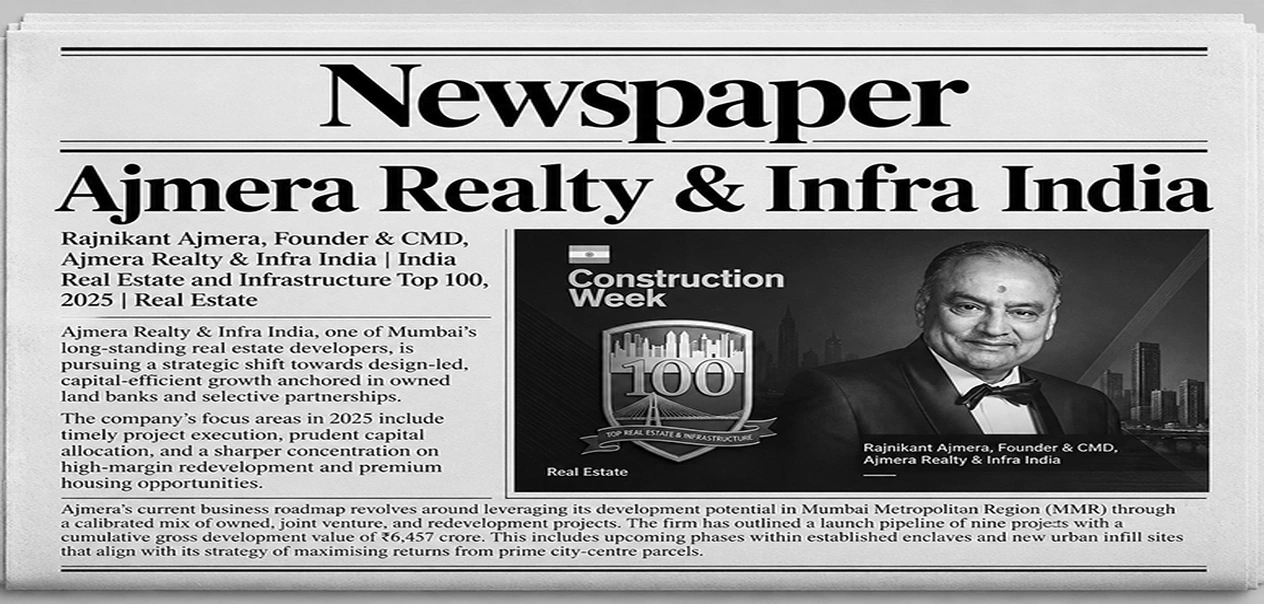 Newspaper
Ajmera Realty & Infra India
Rajnikant Ajmera, Founder & CMD,
Ajmera Realty & Infra India | India
Real Estate and Infrastructure Top 100,
2025 | Real Estate
Ajmera Realty & Infra India, one of Mumbai's
long-standing real estate developers, is
pursuing a strategic shift towards design-led,
capital-efficient growth anchored in owned
land banks and selective partnerships.
The company's focus areas in 2025 include
timely project execution, prudent capital
allocation, and a sharper concentration on
high-margin redevelopment and premium
housing opportunities.
Construction
Week
100
TOP REAL ESTATE & INFRASTRUCTURE
Real Estate
Rajnikant Ajmera, Founder & CMD,
Ajmera Realty & Infra India
Ajmera's current business roadmap revolves around leveraging its development potential in Mumbai Metropolitan Region (MMR) through
a calibrated mix of owned, joint venture, and redevelopment projects. The firm has outlined a launch pipeline of nine projects with a
cumulative gross development value of ₹6,457 crore. This includes upcoming phases within established enclaves and new urban infill sites
that align with its strategy of maximising returns from prime city-centre parcels.